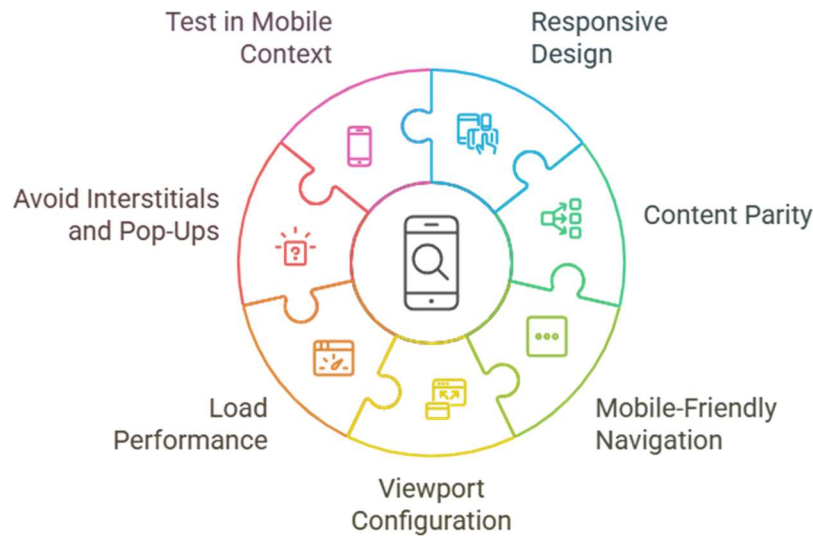 Test in Mobile
Context
Responsive
Design
Avoid Interstitials
and Pop-Ups
?
Content Parity
Load
Performance
Mobile-Friendly
Navigation
Viewport
Configuration